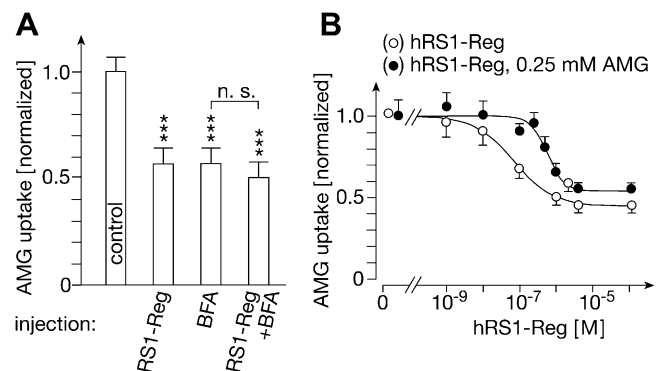 A
AMG uptake [normalized]
1.0
0.5
0
control
***
***
***
n. s.
injection:
RS1-Reg
BFA
RS1-Reg
+BFA
B
hRS1-Reg
hRS1-Reg, 0.25 mM AMG
AMG uptake [normalized]
1.0
0.5
0
0
10-9
10-7
10-5
hRS1-Reg [M]